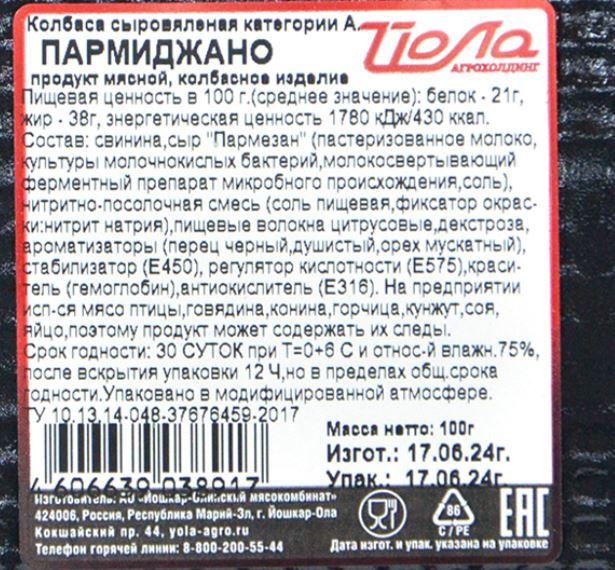 Колбаса сыровяленая категории А.
ПАРМИДЖАНО
Йола
АГРОХОЛДИНГ
продукт мясной, колбасное изделие
Пищевая ценность в 100 г.(среднее значение): белок - 21г,
жир - 38г, энергетическая ценность 1780 кДж/430 ккал.
Состав: свинина,сыр "Пармезан" (пастеризованное молоко,
культуры молочнокислых бактерий,молокосвертывающий
ферментный препарат микробного происхождения,соль),
нитритно-посолочная смесь (соль пищевая,фиксатор окрас-
ки:нитрит натрия),пищевые волокна цитрусовые,декстроза,
ароматизаторы (перец черный,душистый,орех мускатный),
стабилизатор (Е450), регулятор кислотности (Е575),краси-
тель (гемоглобин),антиокислитель (Е316). На предприятии
исп-ся мясо птицы,говядина,конина,горчица,кунжут,соя,
яйцо,поэтому продукт может содержать их следы.
Срок годности: 30 СУТОК при Т=0+6 С и относ-й влажн.75%,
после вскрытия упаковки 12 Ч,но в пределах общ.срока
годности.Упаковано в модифицированной атмосфере.
ТУ 10.13.14-048-37676459-2017
Масса нетто: 100г
Изгот.: 17.06.24г.
Упак.: 17.06.24г.
4 606639 038917
Изготовитель: АО «Йошкар-Олинский мясокомбинат»
424006, Россия, Республика Марий-Эл, г. Йошкар-Ола
Кокшайский пр. 44, yola-agro.ru
Телефон горячей линии: 8-800-200-55-44
86
C / PE
EAC
Дата изгот. и упак. указана на упаковке